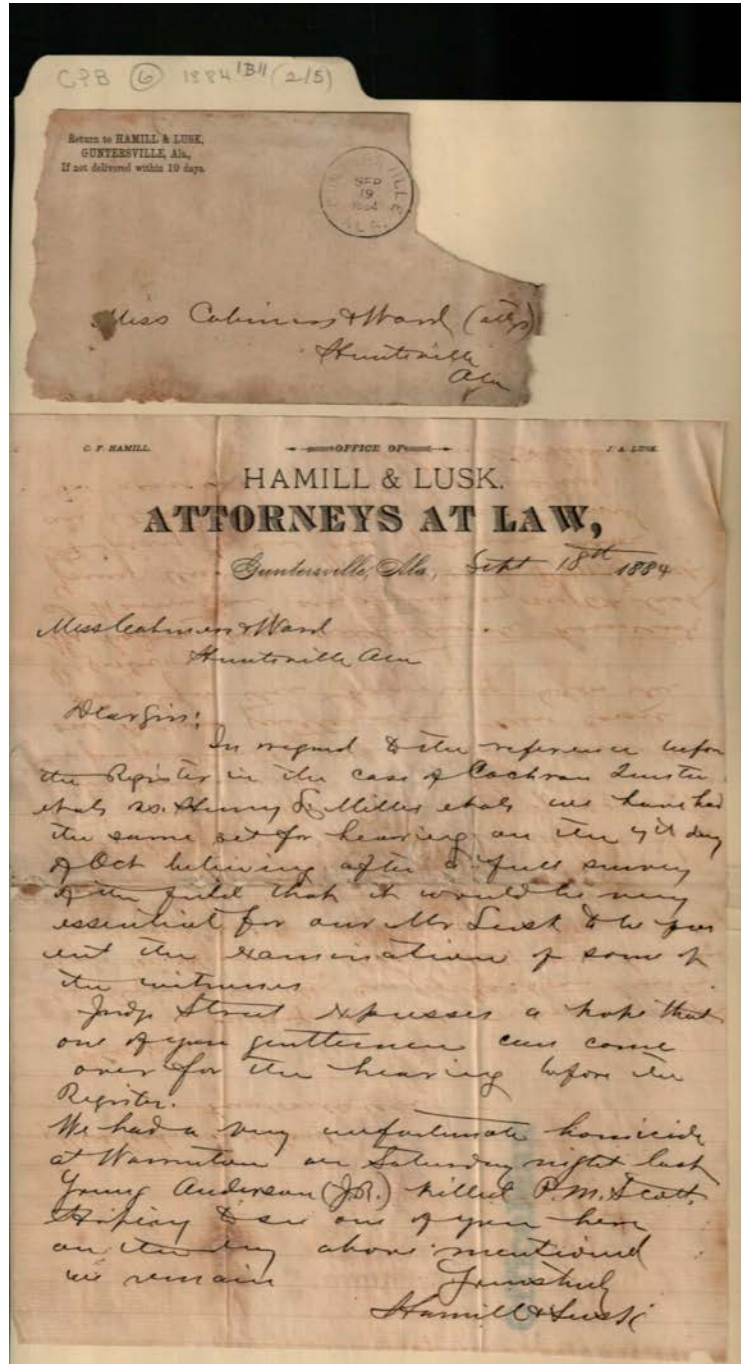 CPB (6) 1884 "B" (2/5)
Return to HAMILL & LUSK,
GUNTERSVILLE, Ala.,
If not delivered within 10 days
GUNTERSVILLE
SEP
19
1884
ALA.
Mess Cabiness & Ward (attys)
Huntsville
Ala
C. F. HAMILL. OFFICE OF J. A. LUSK.
HAMILL & LUSK.
ATTORNEYS AT LAW,
Guntersville, Ala., Sept 18th 1884
Mess Cabiness & Ward
Huntsville Ala
Dear Sirs:
In regard to the reference before
the Register in the case of Cochran
et als vs. Henry Miller et als we have had
the same set for hearing on the day
of Oct believing after a full survey
of the field that it would be very
essential for our Mr Lusk to be pres
ent the examination of some of
the witnesses
Judge Street expresses a hope that
one of you gentlemen can come
over for the hearing before the
Register.
We had a very unfortunate homicide
at Warrenton on Saturday night last
Young Anderson (JR.) killed P.M. Scott.
Hoping to see one of you here
on the day above mentioned
we remain Yours truly
Hamill & Lusk